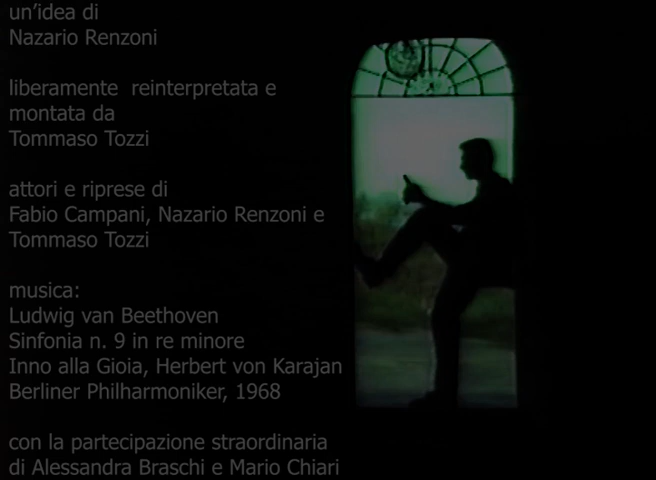 un'idea di
Nazario Renzoni
liberamente reinterpretata e
montata da
Tommaso Tozzi
attori e riprese di
Fabio Campani, Nazario Renzoni e
Tommaso Tozzi
musica:
Ludwig van Beethoven
Sinfonia n. 9 in re minore
Inno alla Gioia, Herbert von Karajan
Berliner Philharmoniker, 1968
con la partecipazione straordinaria
di Alessandra Braschi e Mario Chiari